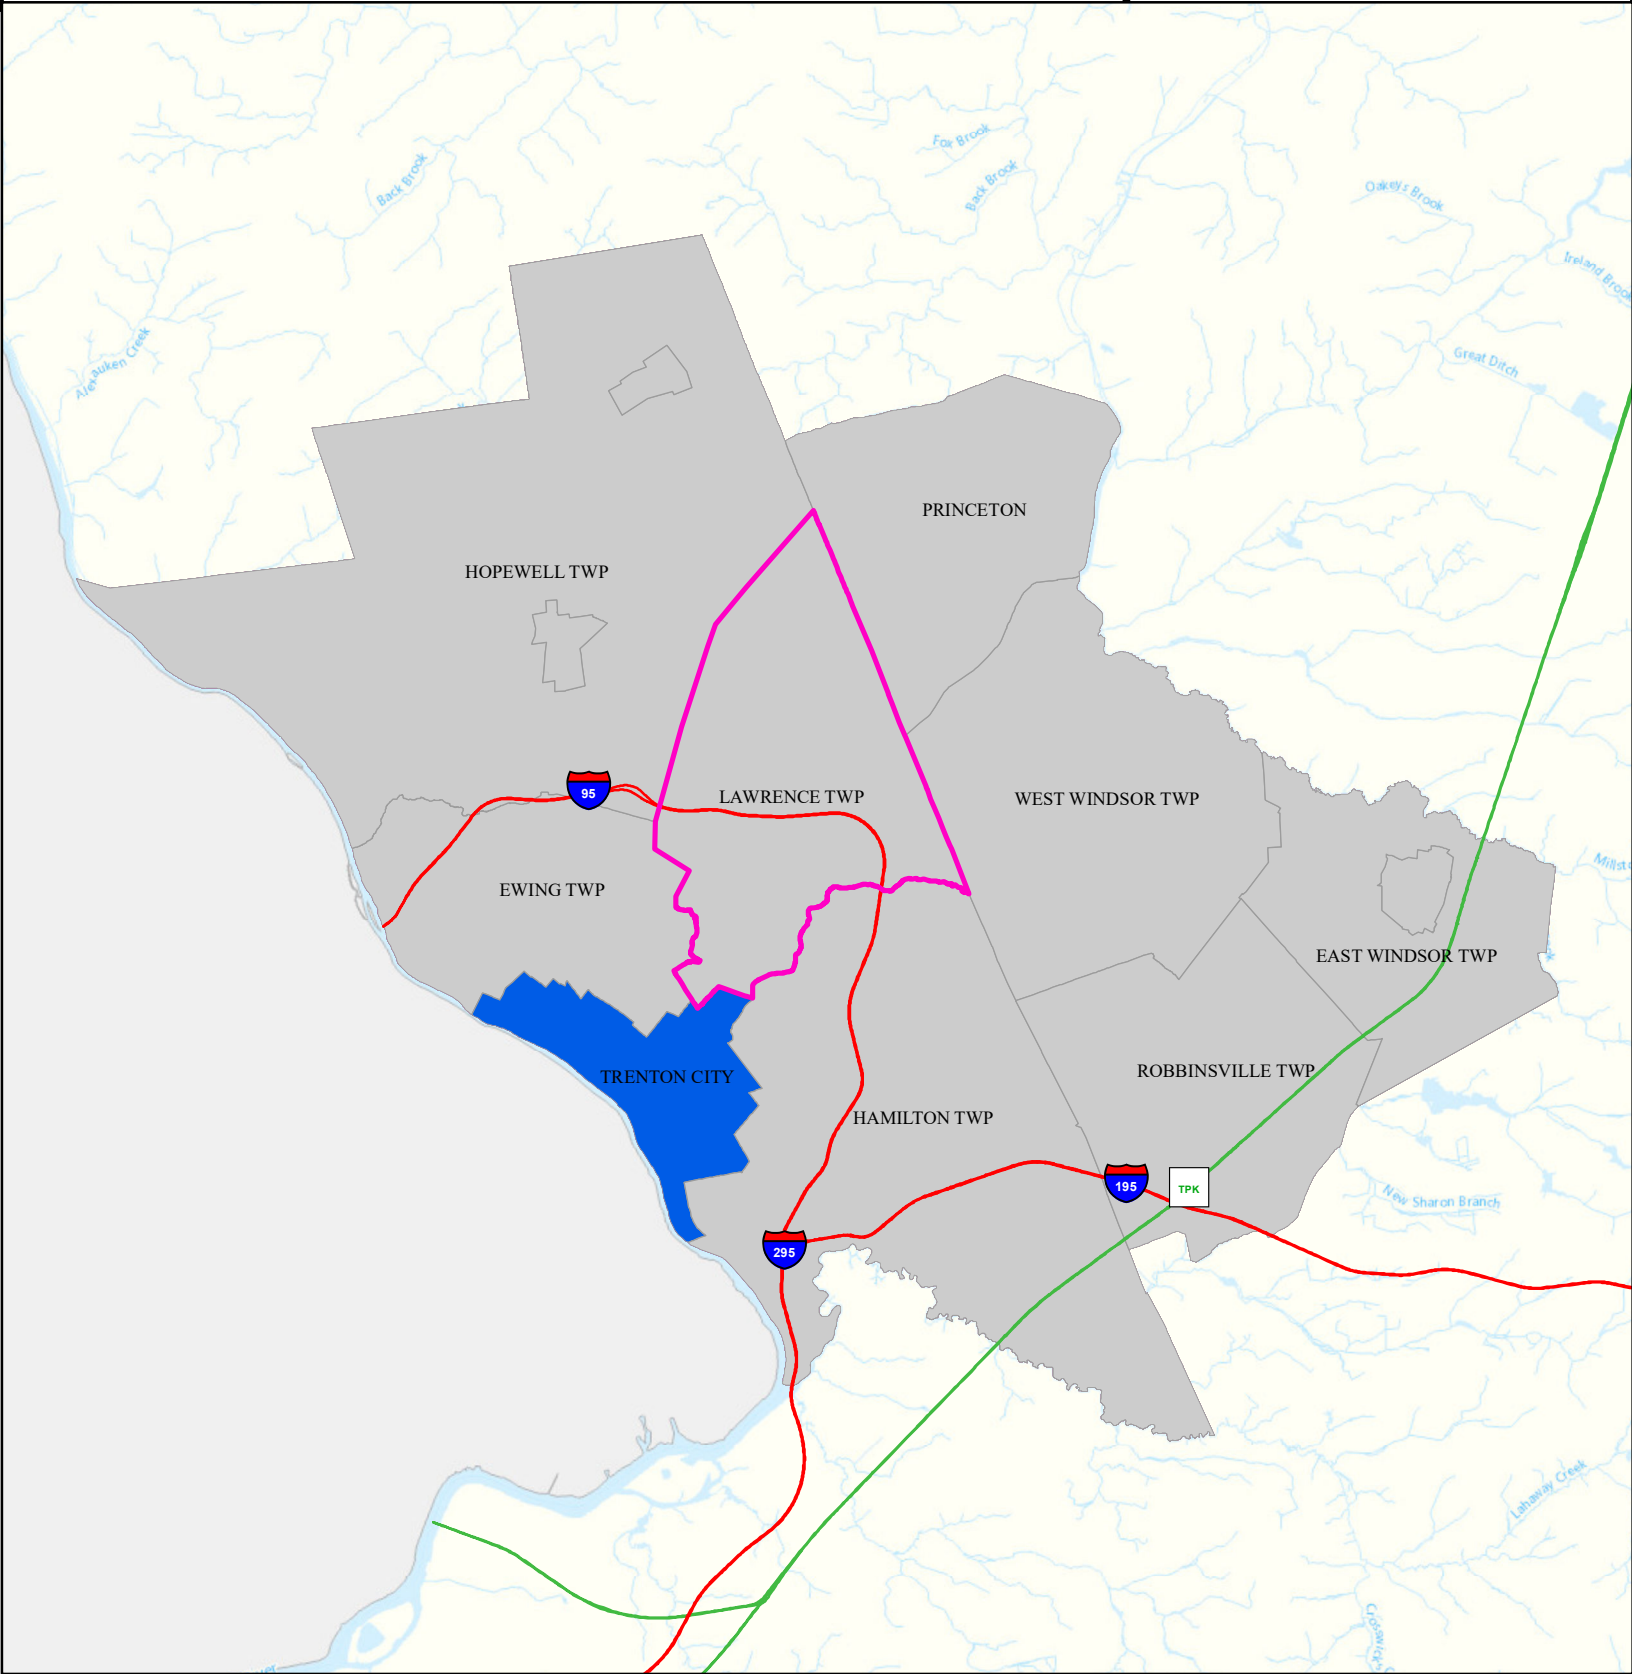 Fox Brook
Back Brook
Back Brook
Oakeys Brook
Ireland Brook
Alexauken Creek
Great Ditch
PRINCETON
HOPEWELL TWP
95
LAWRENCE TWP
WEST WINDSOR TWP
EWING TWP
EAST WINDSOR TWP
TRENTON CITY
ROBBINSVILLE TWP
HAMILTON TWP
195
TPK
New Sharon Branch
295
Lahaway Creek